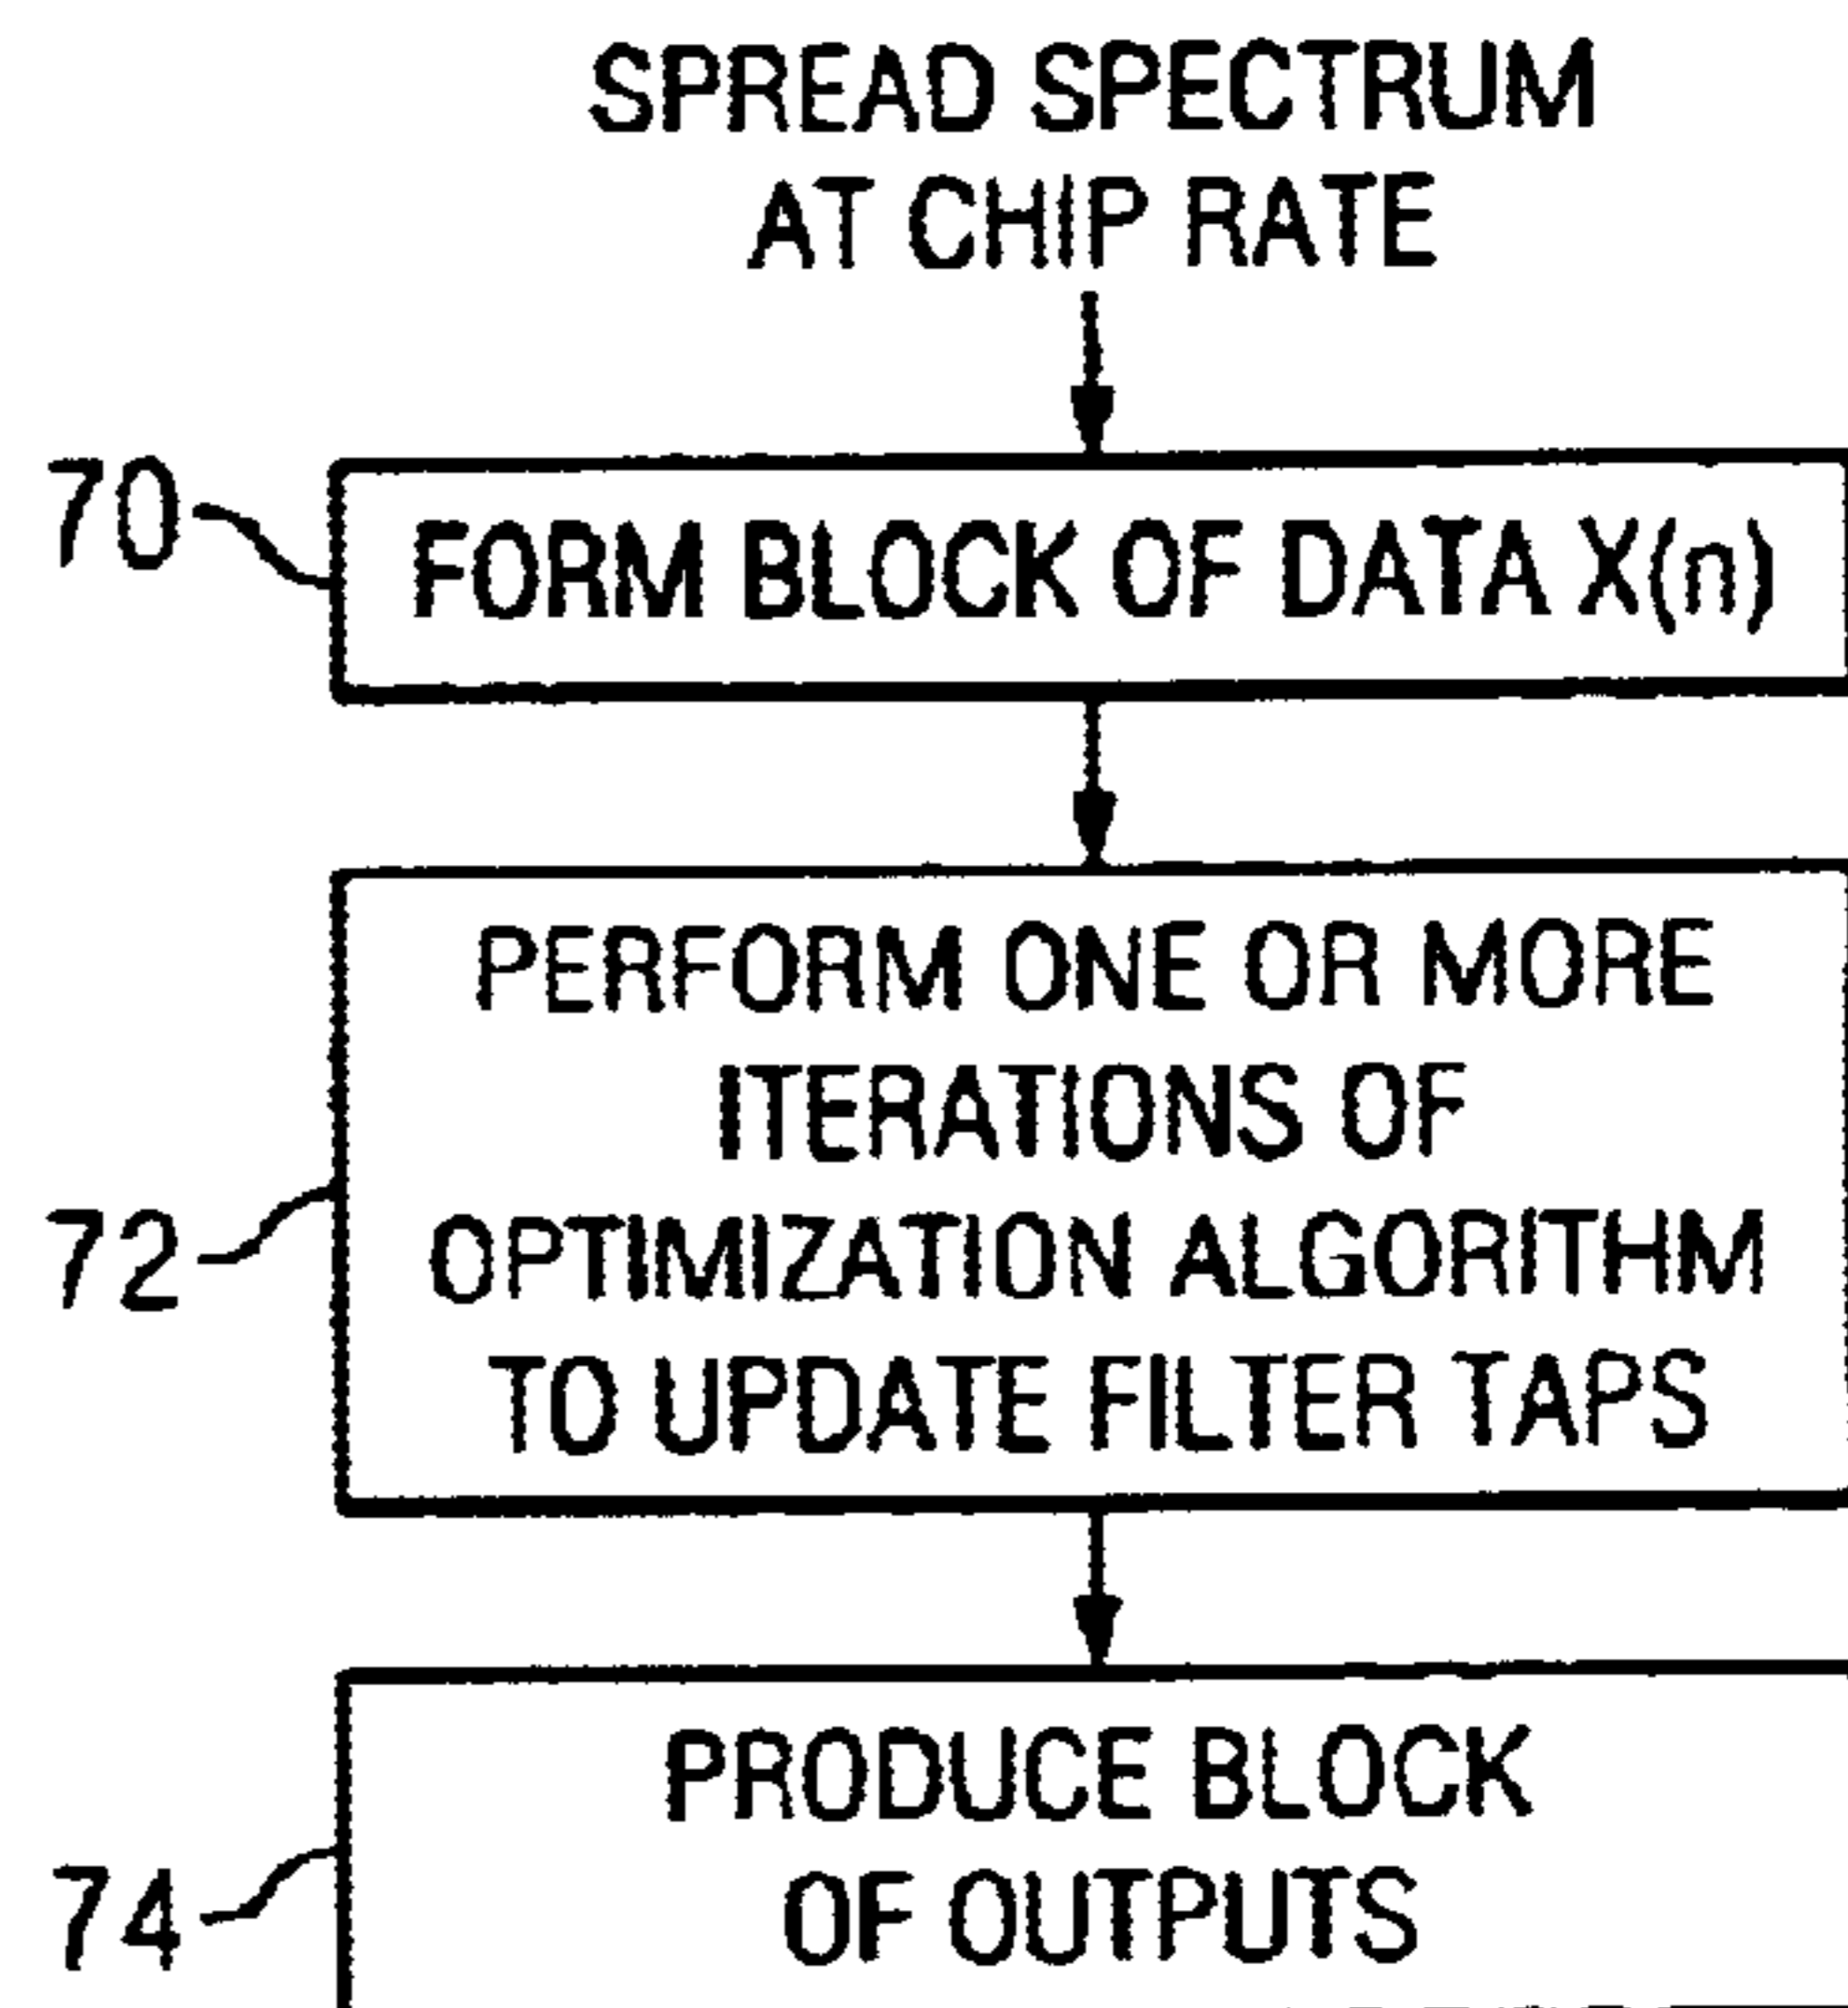 SPREAD SPECTRUM
AT CHIP RATE
70
FORM BLOCK OF DATA X(n)
PERFORM ONE OR MORE
ITERATIONS OF
72
OPTIMIZATION ALGORITHM
TO UPDATE FILTER TAPS
PRODUCE BLOCK
74
OF OUTPUTS